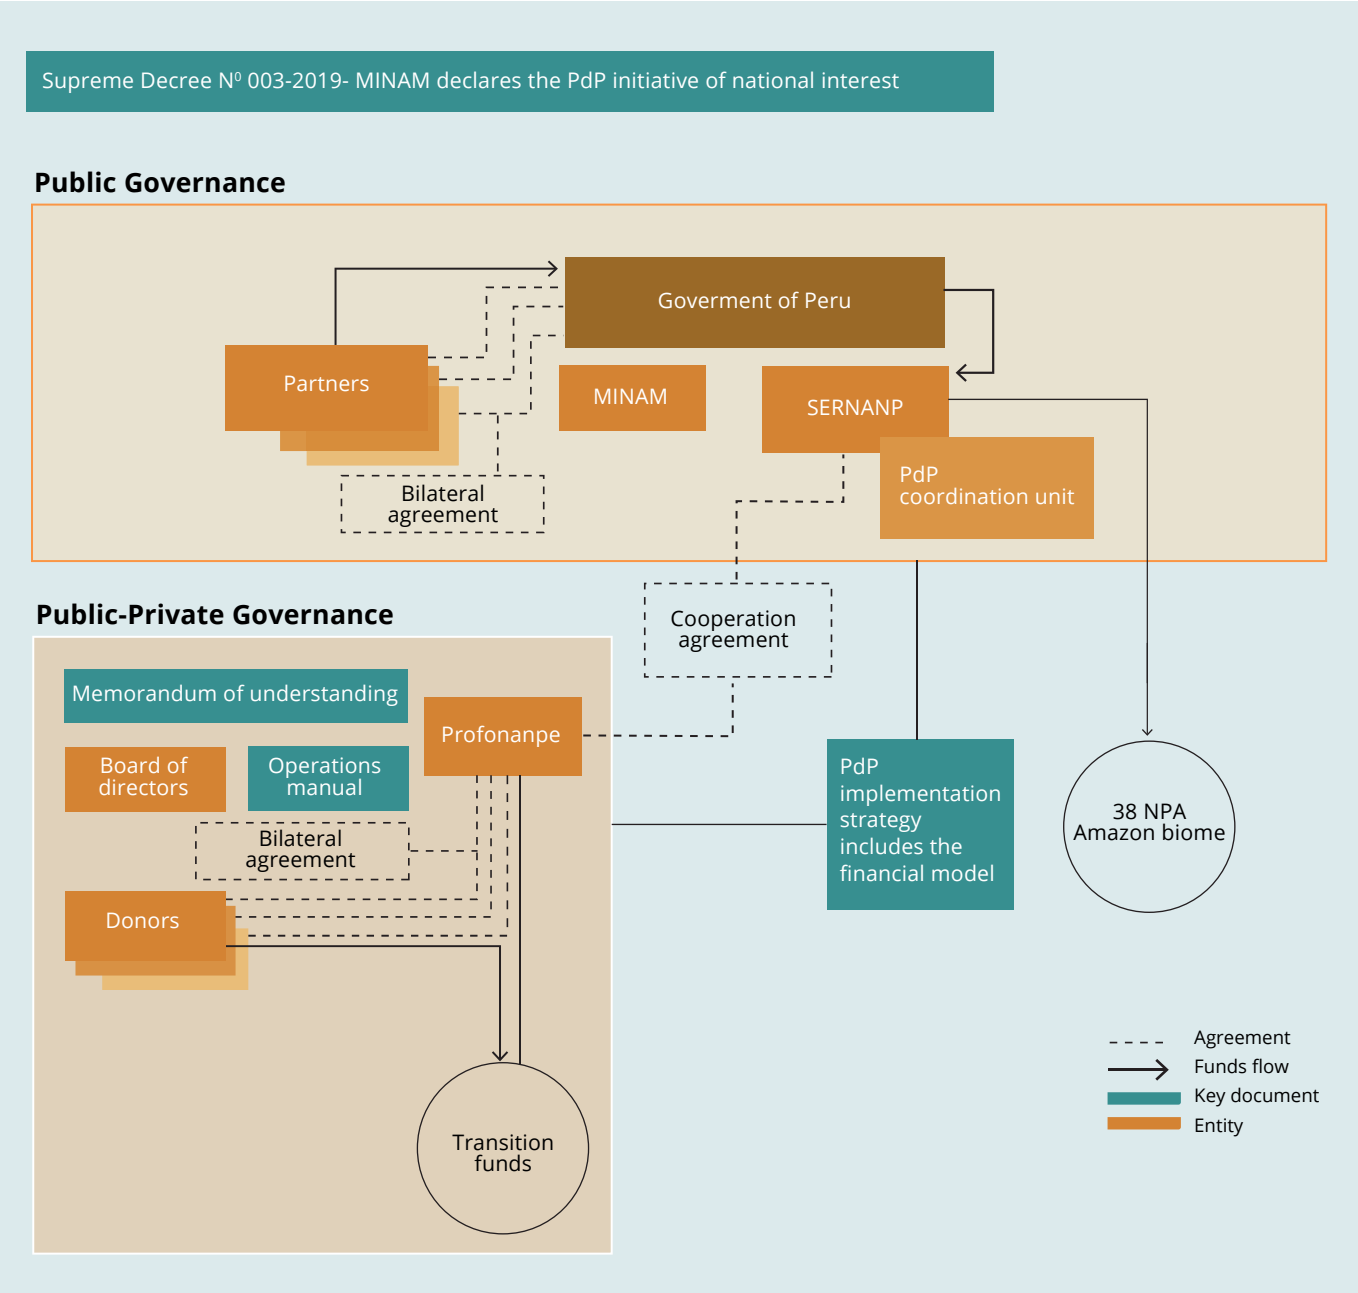 Supreme Decree N⁰ 003-2019- MINAM declares the PdP initiative of national interest
Public Governance
Goverment of Peru
Partners
MINAM
SERNANP
PdP
coordination unit
Bilateral
agreement
Cooperation
agreement
Public-Private Governance
Memorandum of understanding
Profonanpe
Board of
directors
Operations
manual
Bilateral
agreement
Donors
Transition
funds
PdP
implementation
strategy
includes the
financial model
38 NPA
Amazon biome
Agreement
Funds flow
Key document
Entity